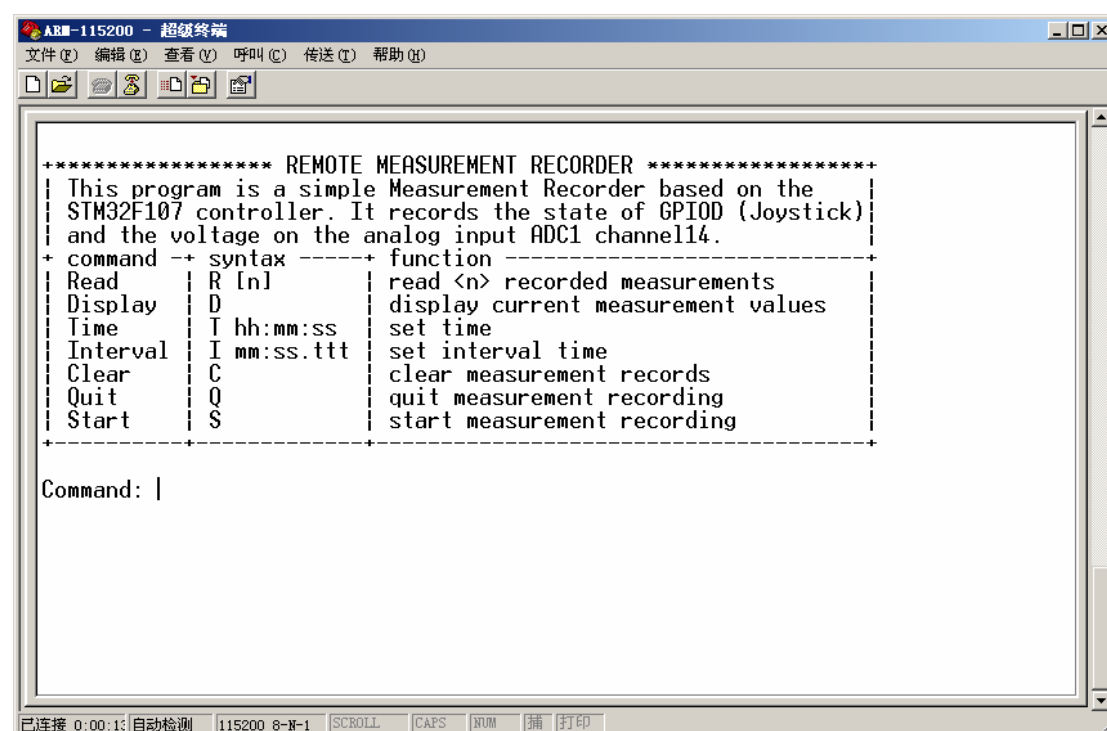 ARM-115200 - 超级终端
文件(F) 编辑(E) 查看(V) 呼叫(C) 传送(T) 帮助(H)
+****************** REMOTE MEASUREMENT RECORDER ******************+
| This program is a simple Measurement Recorder based on the |
| STM32F107 controller. It records the state of GPIOD (Joystick)|
| and the voltage on the analog input ADC1 channel14. |
+ command -+ syntax -----+ function ----------------------------+
| Read | R [n] | read <n> recorded measurements |
| Display | D | display current measurement values |
| Time | T hh:mm:ss | set time |
| Interval | I mm:ss.ttt | set interval time |
| Clear | C | clear measurement records |
| Quit | Q | quit measurement recording |
| Start | S | start measurement recording |
+----------+-------------+--------------------------------------+
Command: |
已连接 0:00:13 自动检测 115200 8-N-1 SCROLL CAPS NUM 捕 打印